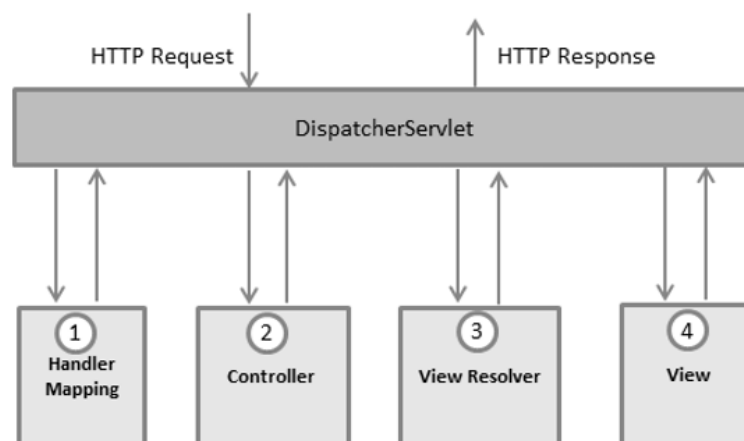 HTTP Request
HTTP Response
DispatcherServlet
1
2
3
4
Handler
Mapping
Controller
View Resolver
View